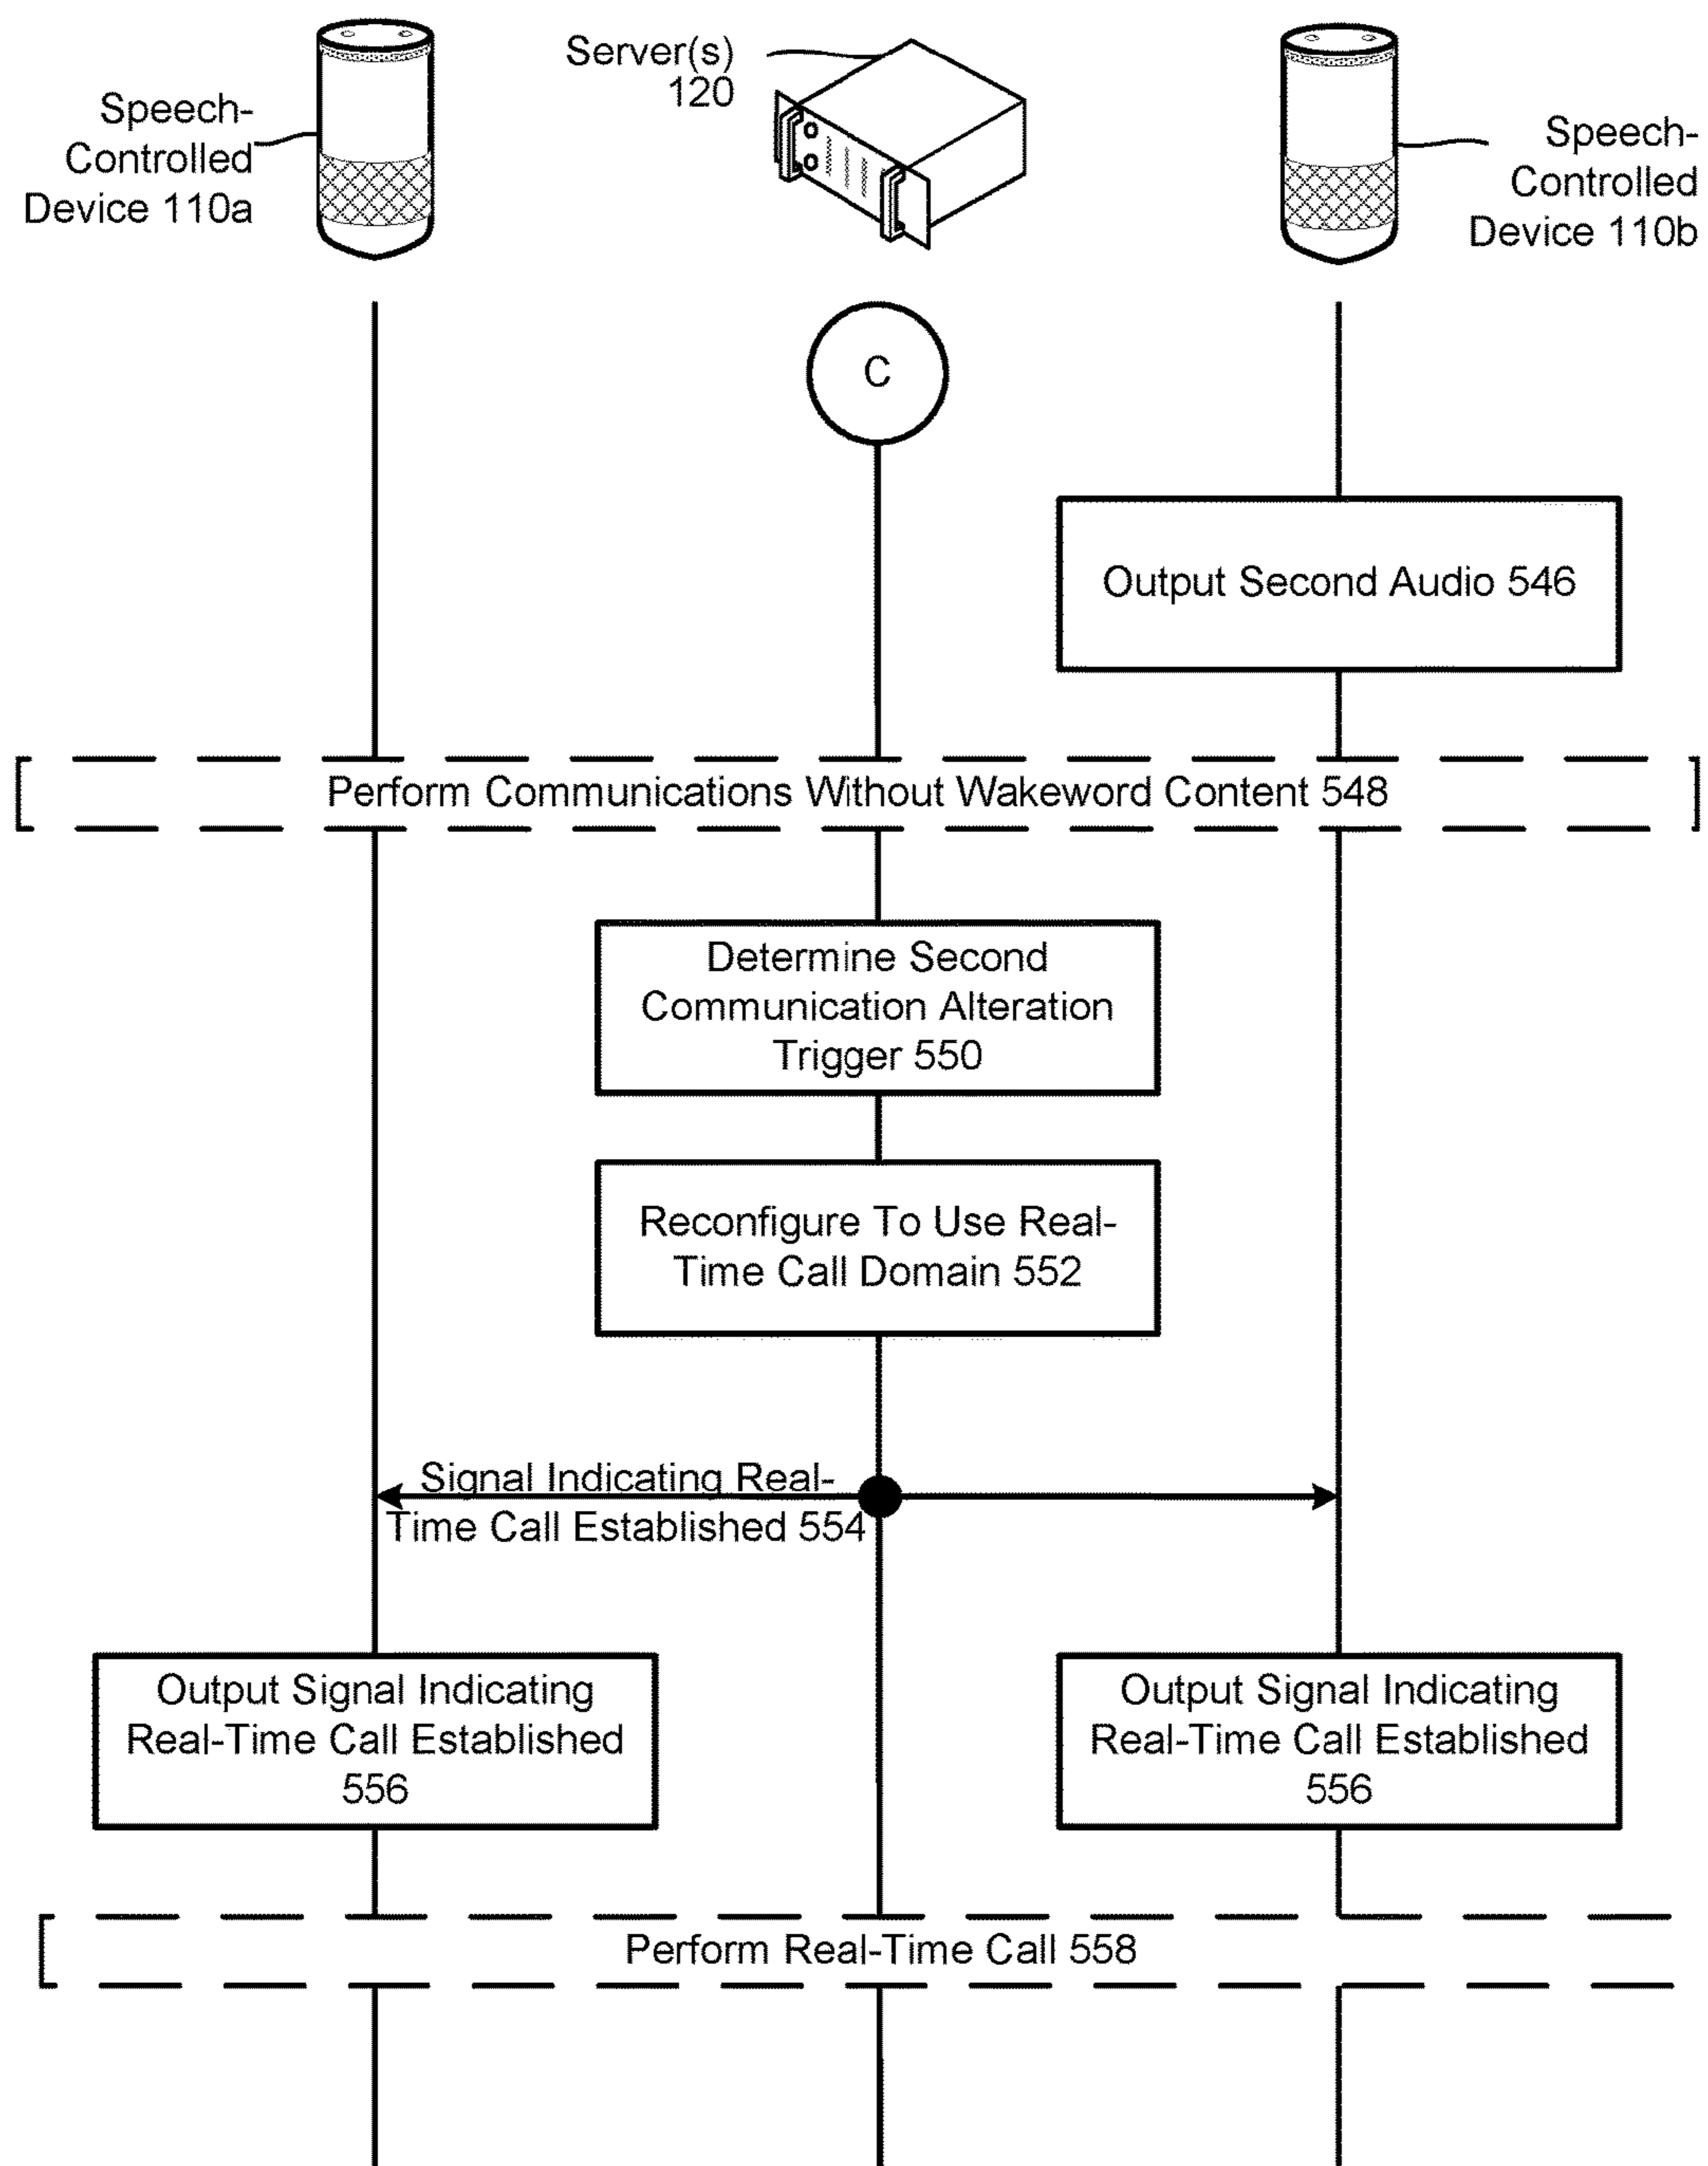 Speech-
Controlled
Device 110a
Server(s)
120
Speech-
Controlled
Device 110b
C
Output Second Audio 546
Perform Communications Without Wakeword Content 548
Determine Second
Communication Alteration
Trigger 550
Reconfigure To Use Real-
Time Call Domain 552
Signal Indicating Real-
Time Call Established 554
Output Signal Indicating
Real-Time Call Established
556
Output Signal Indicating
Real-Time Call Established
556
Perform Real-Time Call 558